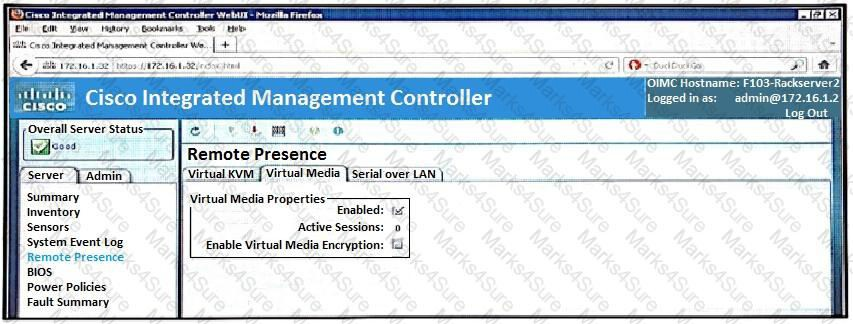 Cisco Integrated Management Controller WebUI - Mozilla Firefox
File Edit View History Bookmarks Tools Help
Cisco Integrated Management Controller We... +
172.16.1.32 https://172.16.1.32/index.html DuckDuckGo
CISCO Cisco Integrated Management Controller
OIMC Hostname: F103-Rackserver2
Logged in as: admin@172.16.1.2
Log Out
Overall Server Status
Good
Server Admin
Summary
Inventory
Sensors
System Event Log
Remote Presence
BIOS
Power Policies
Fault Summary
Remote Presence
Virtual KVM Virtual Media Serial over LAN
Virtual Media Properties
Enabled:
Active Sessions: 0
Enable Virtual Media Encryption:
Marks4Sure